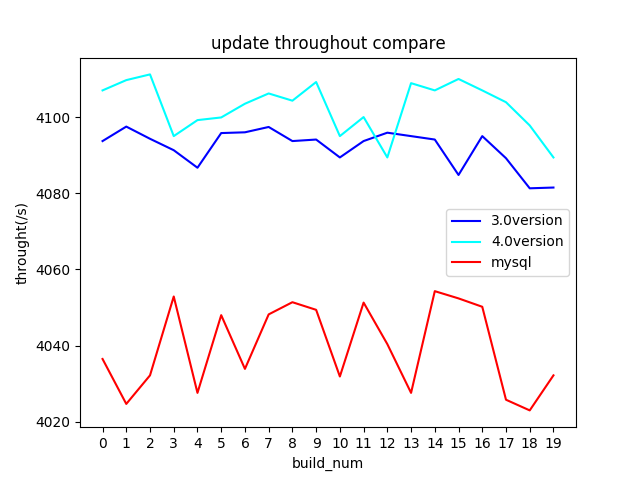 update throughout compare
throught(/s)
4100
4080
4060
4040
4020
3.0version
4.0version
mysql
0 1 2 3 4 5 6 7 8 9 10 11 12 13 14 15 16 17 18 19
build_num